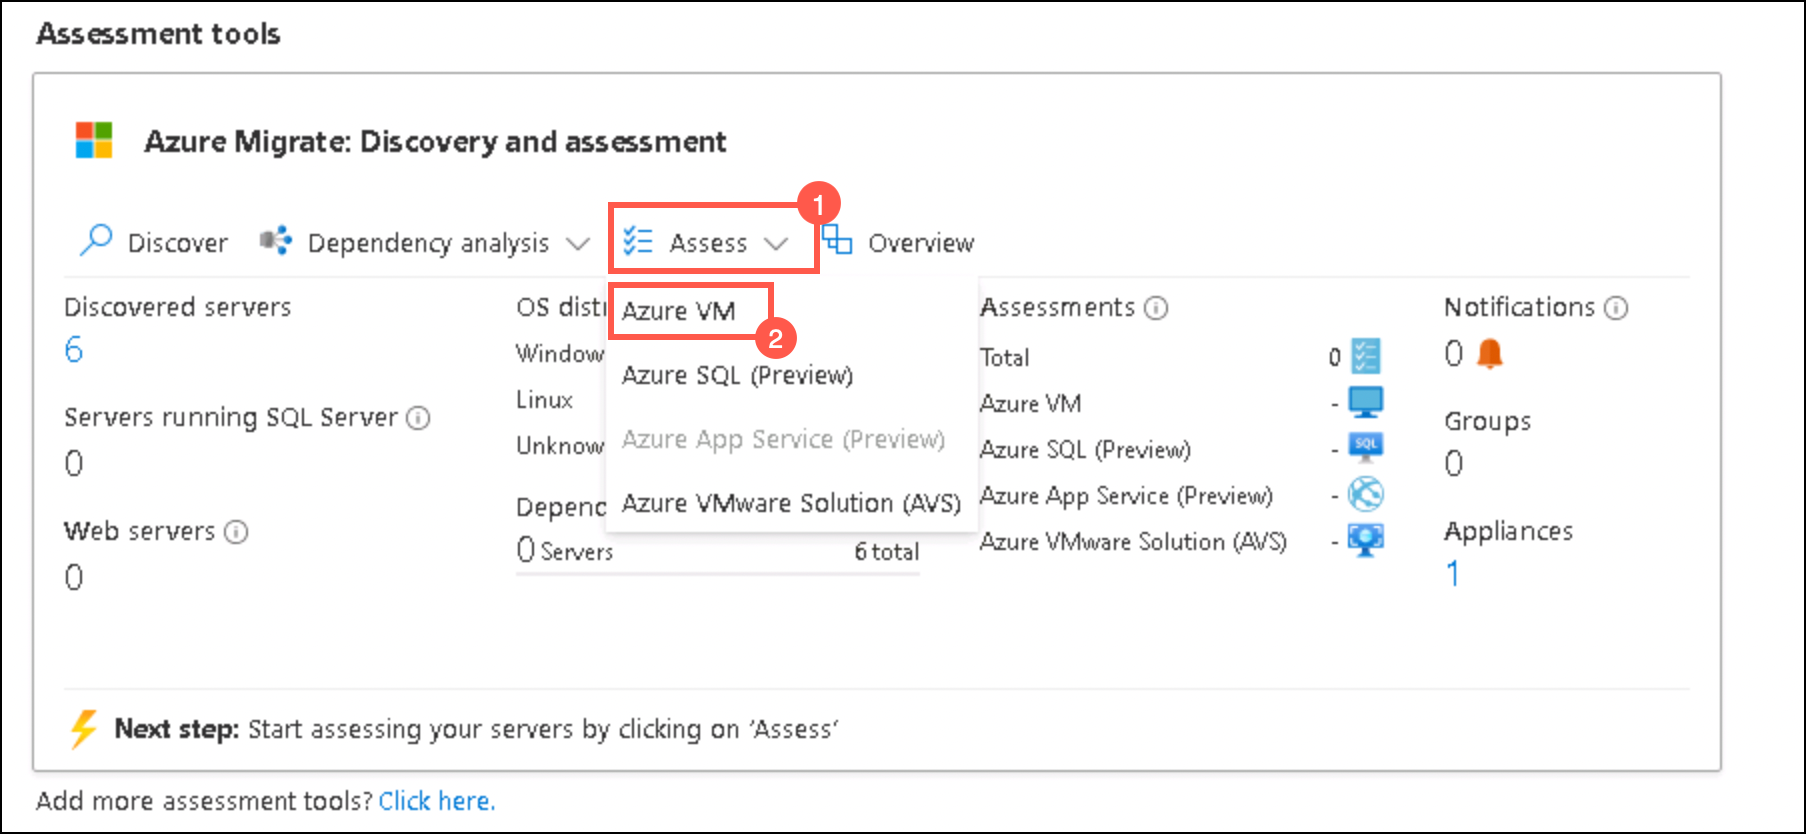 Assessment tools
Azure Migrate: Discovery and assessment
Discover
Dependency analysis
Assess
1
Overview
Discovered servers
6
Servers running SQL Server
0
Web servers
0
OS distr
Window
Linux
Unknow
Depend
0 Servers
6 total
Azure VM
2
Azure SQL (Preview)
Azure App Service (Preview)
Azure VMware Solution (AVS)
Assessments
Total 0
Azure VM -
Azure SQL (Preview) -
SQL
Azure App Service (Preview) -
Azure VMware Solution (AVS) -
Notifications
0
Groups
0
Appliances
1
Next step: Start assessing your servers by clicking on 'Assess'
Add more assessment tools? Click here.